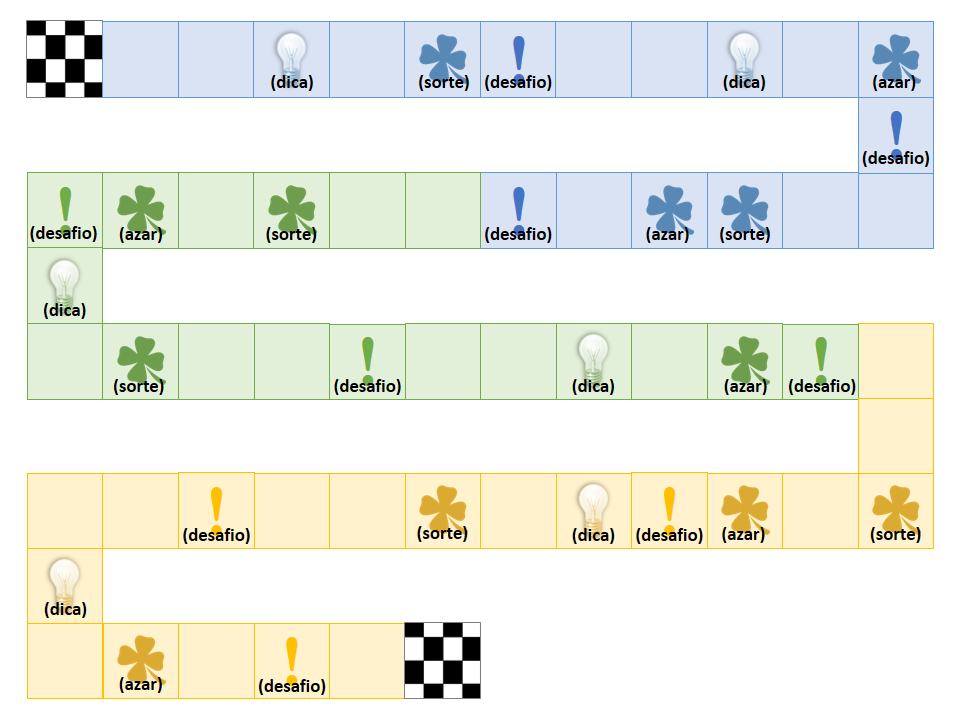 (dica) (sorte) (desafio) (dica) (azar)
(desafio)
(desafio) (azar) (sorte) (desafio) (azar) (sorte)
(dica)
(sorte) (desafio) (dica) (azar) (desafio)
(desafio) (sorte) (dica) (desafio) (azar) (sorte)
(dica)
(azar) (desafio)